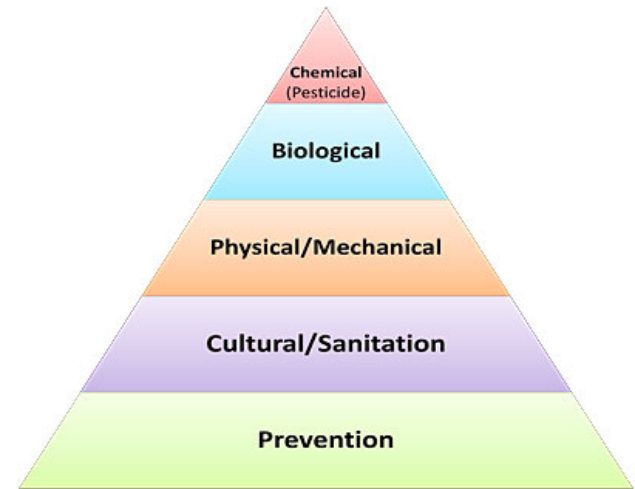 Chemical
(Pesticide)
Biological
Physical/Mechanical
Cultural/Sanitation
Prevention